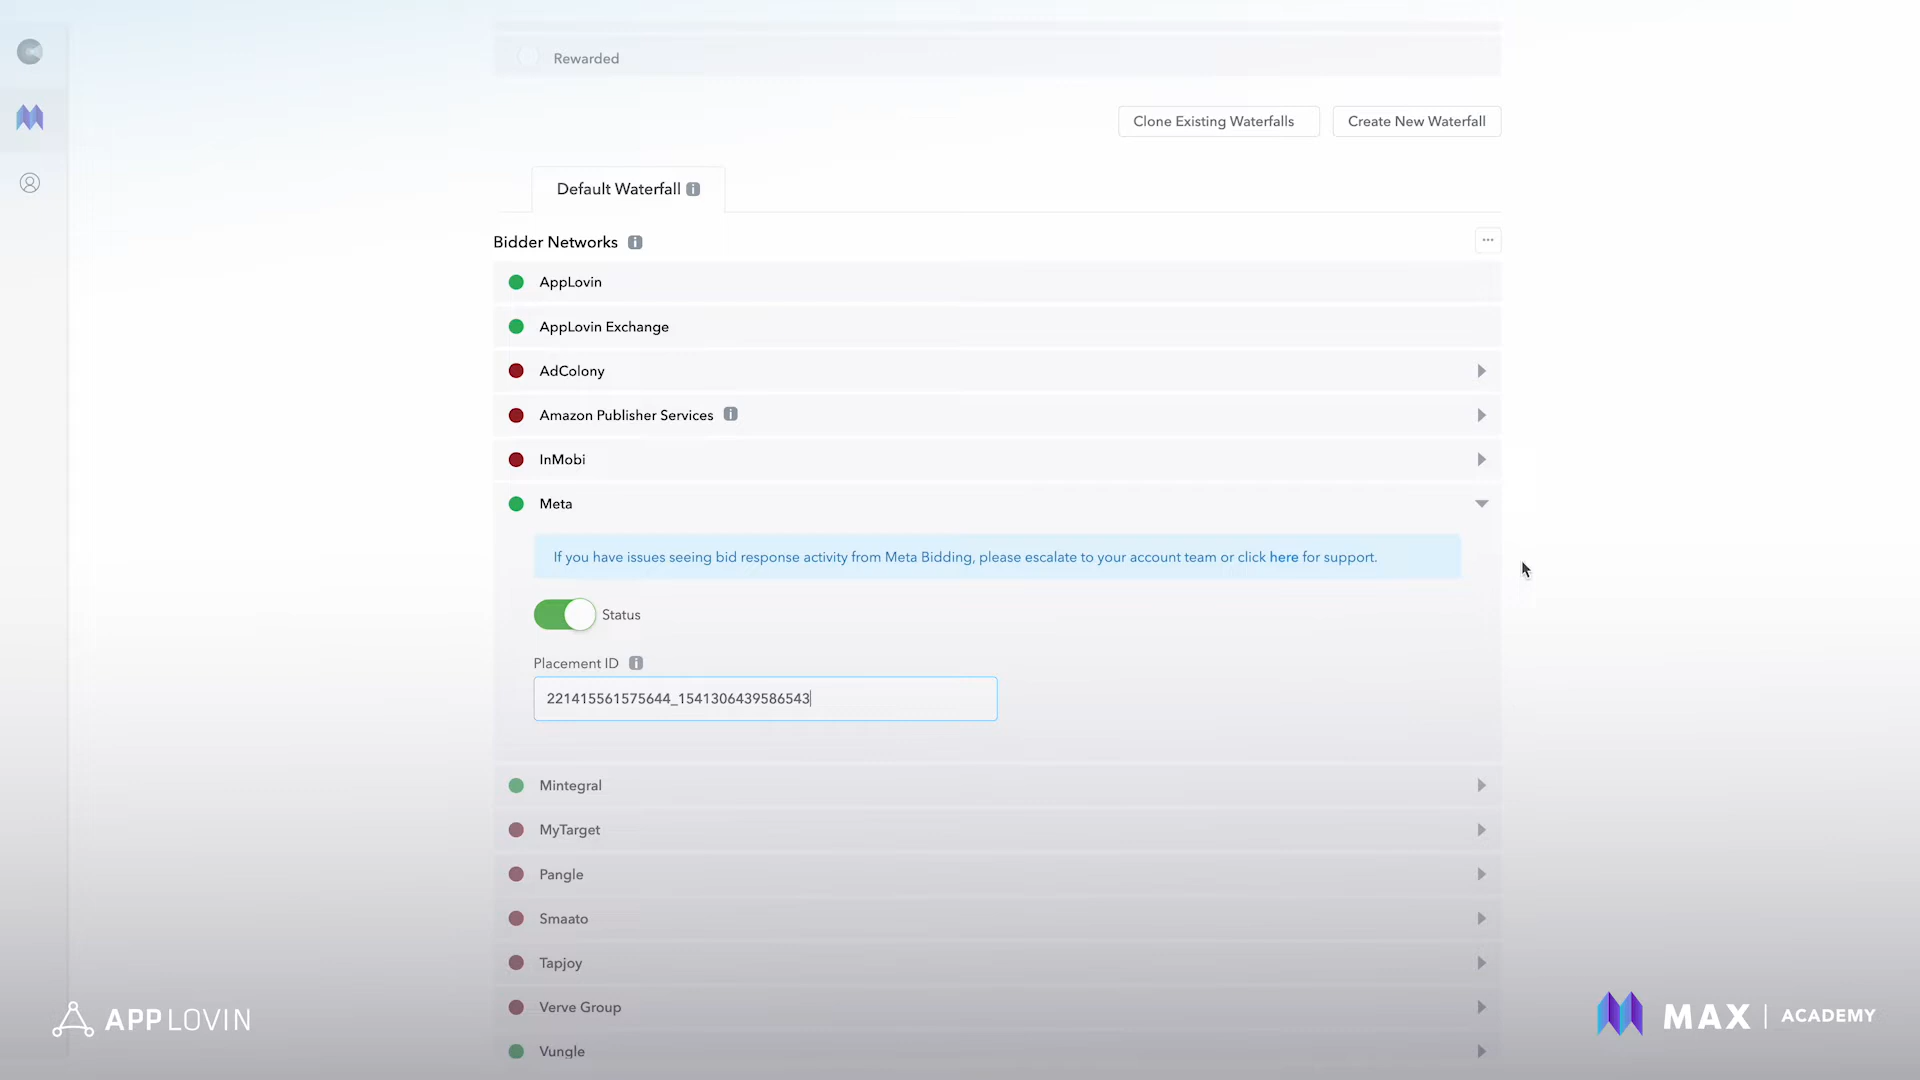 Rewarded
Clone Existing Waterfalls
Create New Waterfall
Default Waterfall
Bidder Networks
AppLovin
AppLovin Exchange
AdColony
Amazon Publisher Services
InMobi
Meta
If you have issues seeing bid response activity from Meta Bidding, please escalate to your account team or click here for support.
Status
Placement ID
221415561575644_1541306439586543
Mintegral
MyTarget
Pangle
Smaato
Tapjoy
Verve Group
Vungle
APPLOVIN
MAX | ACADEMY